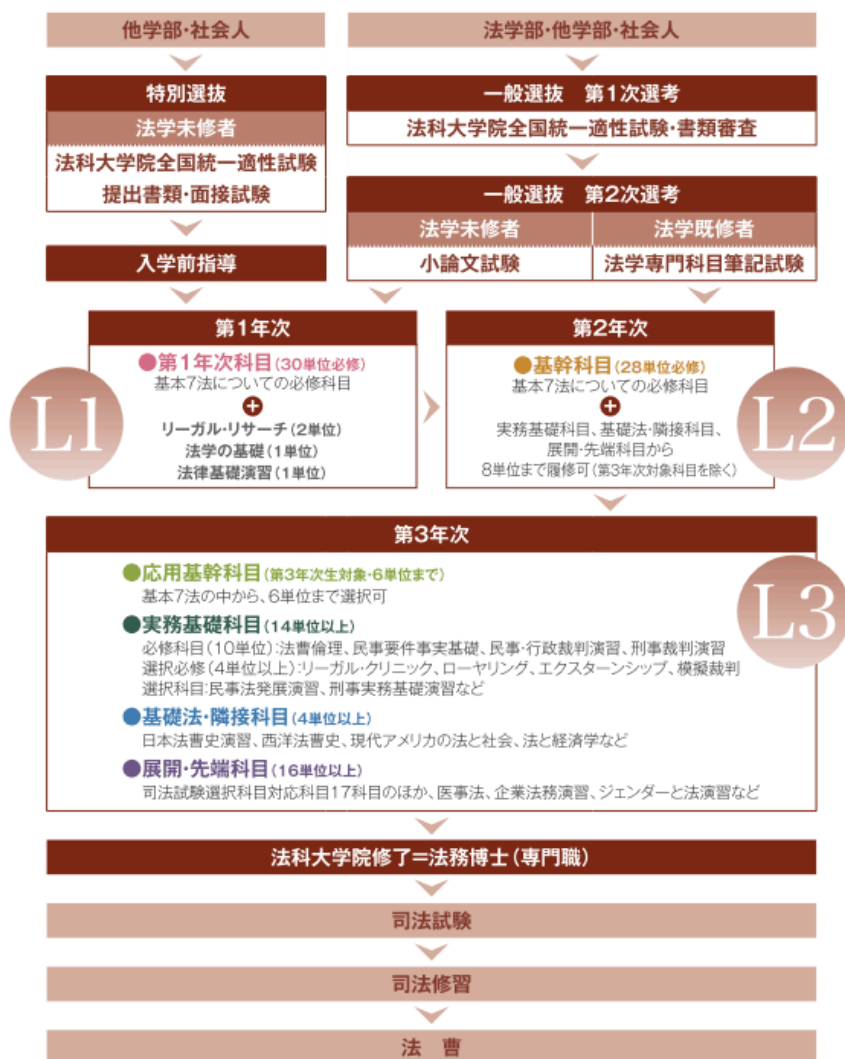 他学部・社会人
法学部・他学部・社会人
特別選抜
法学未修者
法科大学院全国統一適性試験
提出書類・面接試験
入学前指導
一般選抜　第1次選考
法科大学院全国統一適性試験・書類審査
一般選抜　第2次選考
法学未修者
小論文試験
法学既修者
法学専門科目筆記試験
L1
第1年次
●第1年次科目(30単位必修)
基本7法についての必修科目
+
リーガル・リサーチ(2単位)
法学の基礎(1単位)
法律基礎演習(1単位)
第2年次
●基幹科目(28単位必修)
基本7法についての必修科目
+
実務基礎科目、基礎法・隣接科目、
展開・先端科目から
8単位まで履修可(第3年次対象科目を除く)
L2
第3年次
L3
●応用基幹科目(第3年次生対象・6単位まで)
基本7法の中から、6単位まで選択可
●実務基礎科目(14単位以上)
必修科目(10単位):法曹倫理、民事要件事実基礎、民事・行政裁判演習、刑事裁判演習
選択必修(4単位以上):リーガル・クリニック、ローヤリング、エクスターンシップ、模擬裁判
選択科目:民事法発展演習、刑事実務基礎演習など
●基礎法・隣接科目(4単位以上)
日本法曹史演習、西洋法曹史、現代アメリカの法と社会、法と経済学など
●展開・先端科目(16単位以上)
司法試験選択科目対応科目17科目のほか、医事法、企業法務演習、ジェンダーと法演習など
法科大学院修了=法務博士(専門職)
司法試験
司法修習
法　曹